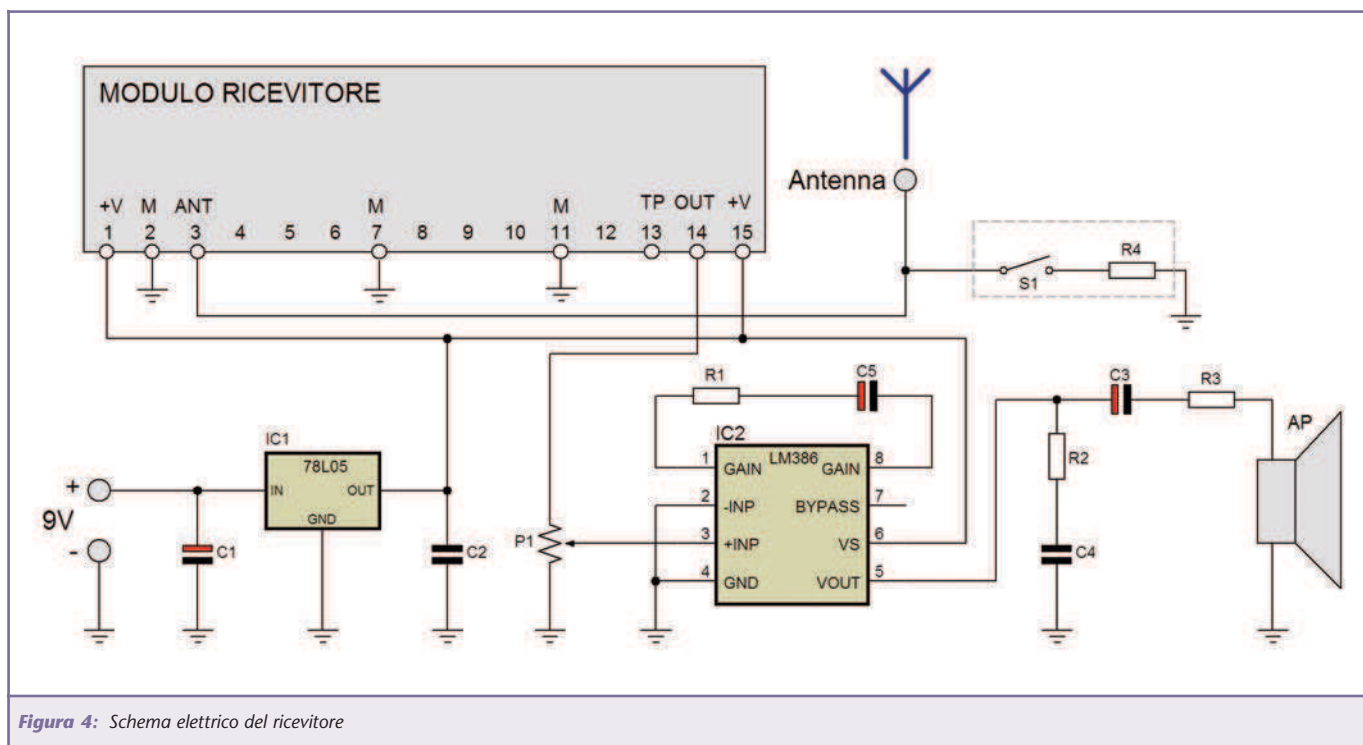 MODULO RICEVITORE
+V M ANT M M TP OUT +V
1 2 3 4 5 6 7 8 9 10 11 12 13 14 15
Antenna
S1
R4
R1
C5
C3
R3
AP
IC1
78L05
IN
OUT
GND
+
9V
-
C1
C2
P1
IC2
LM386
1 GAIN
GAIN 8
2 -INP
BYPASS 7
3 +INP
VS 6
4 GND
VOUT 5
R2
C4
Figura 4: Schema elettrico del ricevitore